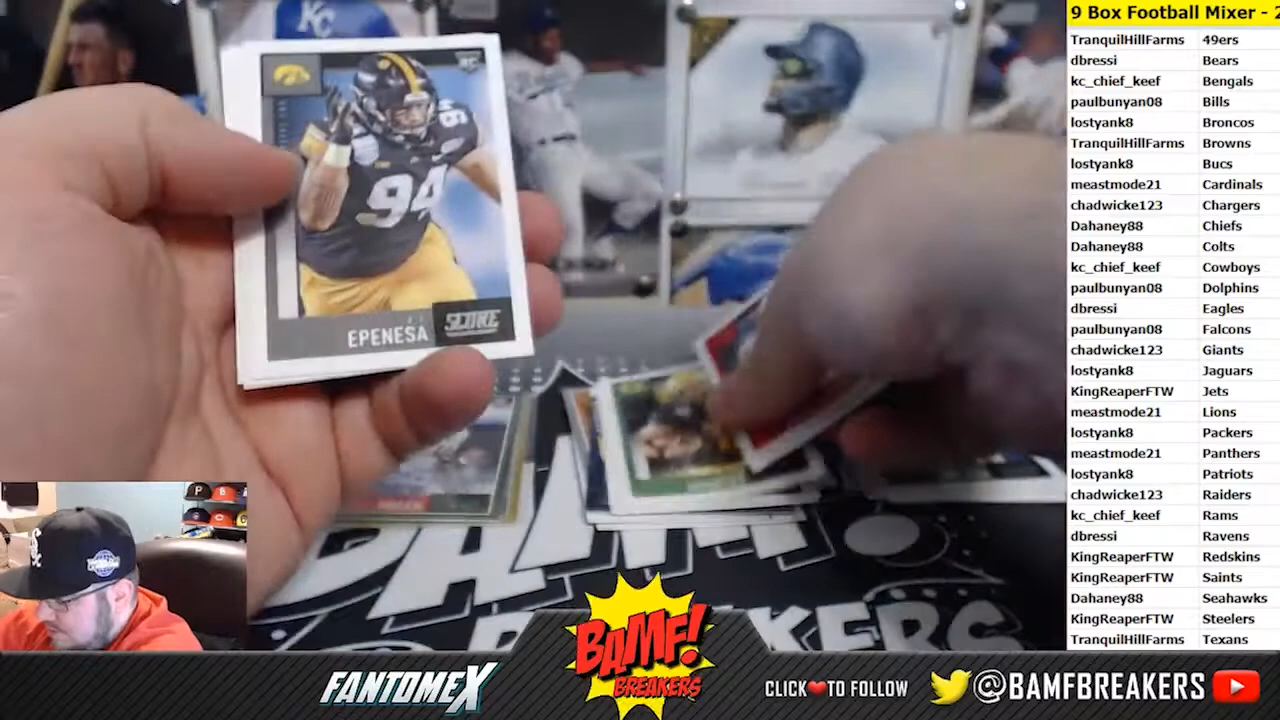 9 Box Football Mixer - 2
TranquilHillFarms 49ers
dbressi Bears
kc_chief_keef Bengals
paulbunyan08 Bills
lostyank8 Broncos
TranquilHillFarms Browns
lostyank8 Bucs
meastmode21 Cardinals
chadwicke123 Chargers
Dahaney88 Chiefs
Dahaney88 Colts
kc_chief_keef Cowboys
paulbunyan08 Dolphins
dbressi Eagles
paulbunyan08 Falcons
chadwicke123 Giants
lostyank8 Jaguars
KingReaperFTW Jets
meastmode21 Lions
lostyank8 Packers
meastmode21 Panthers
lostyank8 Patriots
chadwicke123 Raiders
kc_chief_keef Rams
dbressi Ravens
KingReaperFTW Redskins
KingReaperFTW Saints
Dahaney88 Seahawks
KingReaperFTW Steelers
TranquilHillFarms Texans
KC
RC
94
94
EPENESA
SCORE
BAMF
BREAKERS
FANTOMEX
BAMF!
BREAKERS
CLICK❤TO FOLLOW
@BAMFBREAKERS